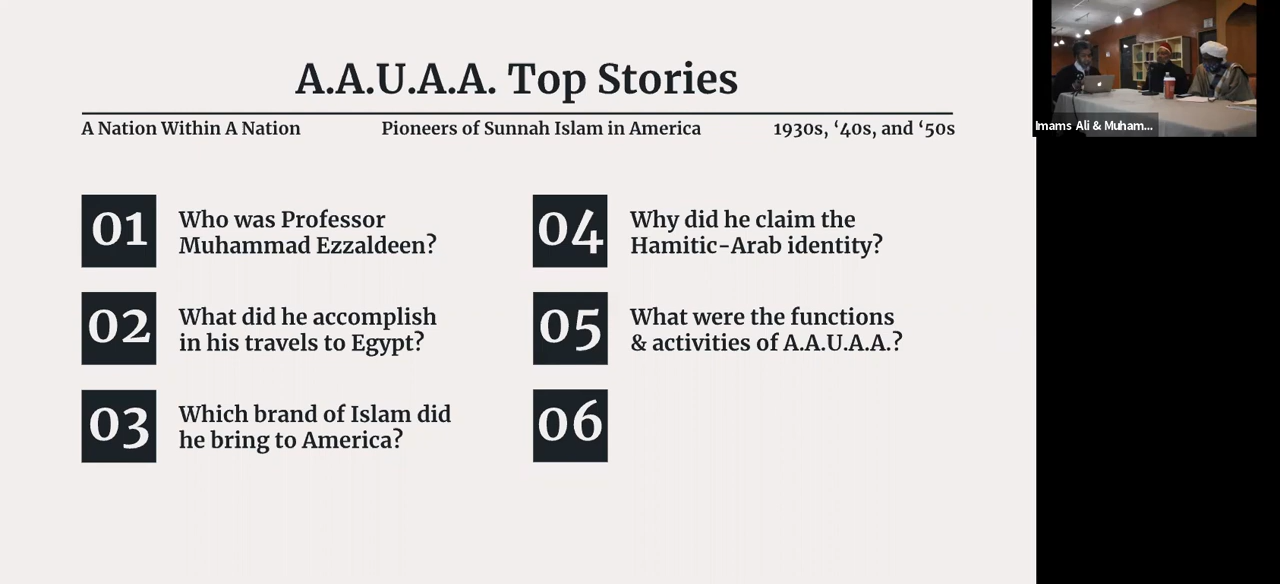 A.A.U.A.A. Top Stories
A Nation Within A Nation
Pioneers of Sunnah Islam in America
1930s, ‘40s, and ‘50s
01
Who was Professor
Muhammad Ezzaldeen?
02
What did he accomplish
in his travels to Egypt?
03
Which brand of Islam did
he bring to America?
04
Why did he claim the
Hamitic-Arab identity?
05
What were the functions
& activities of A.A.U.A.A.?
06
Imams Ali & Muham...